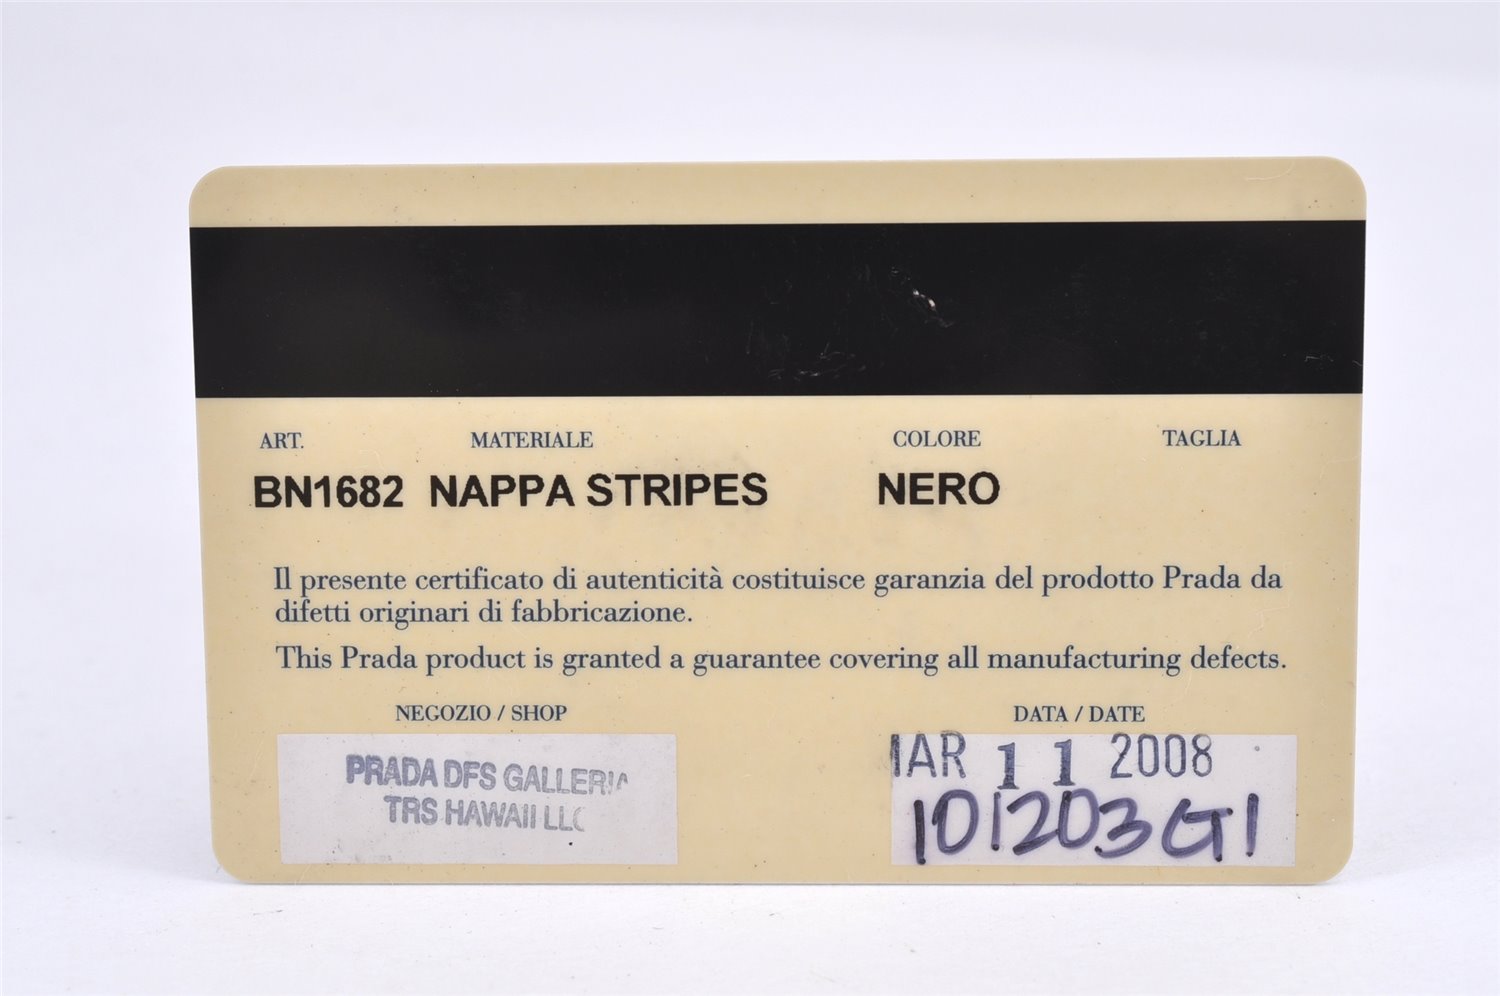 ART. MATERIALE COLORE TAGLIA
BN1682 NAPPA STRIPES NERO
Il presente certificato di autenticità costituisce garanzia del prodotto Prada da
difetti originari di fabbricazione.
This Prada product is granted a guarantee covering all manufacturing defects.
NEGOZIO / SHOP DATA / DATE
PRADA DFS GALLERIA
TRS HAWAII LLC
MAR 11 2008
101203 GI